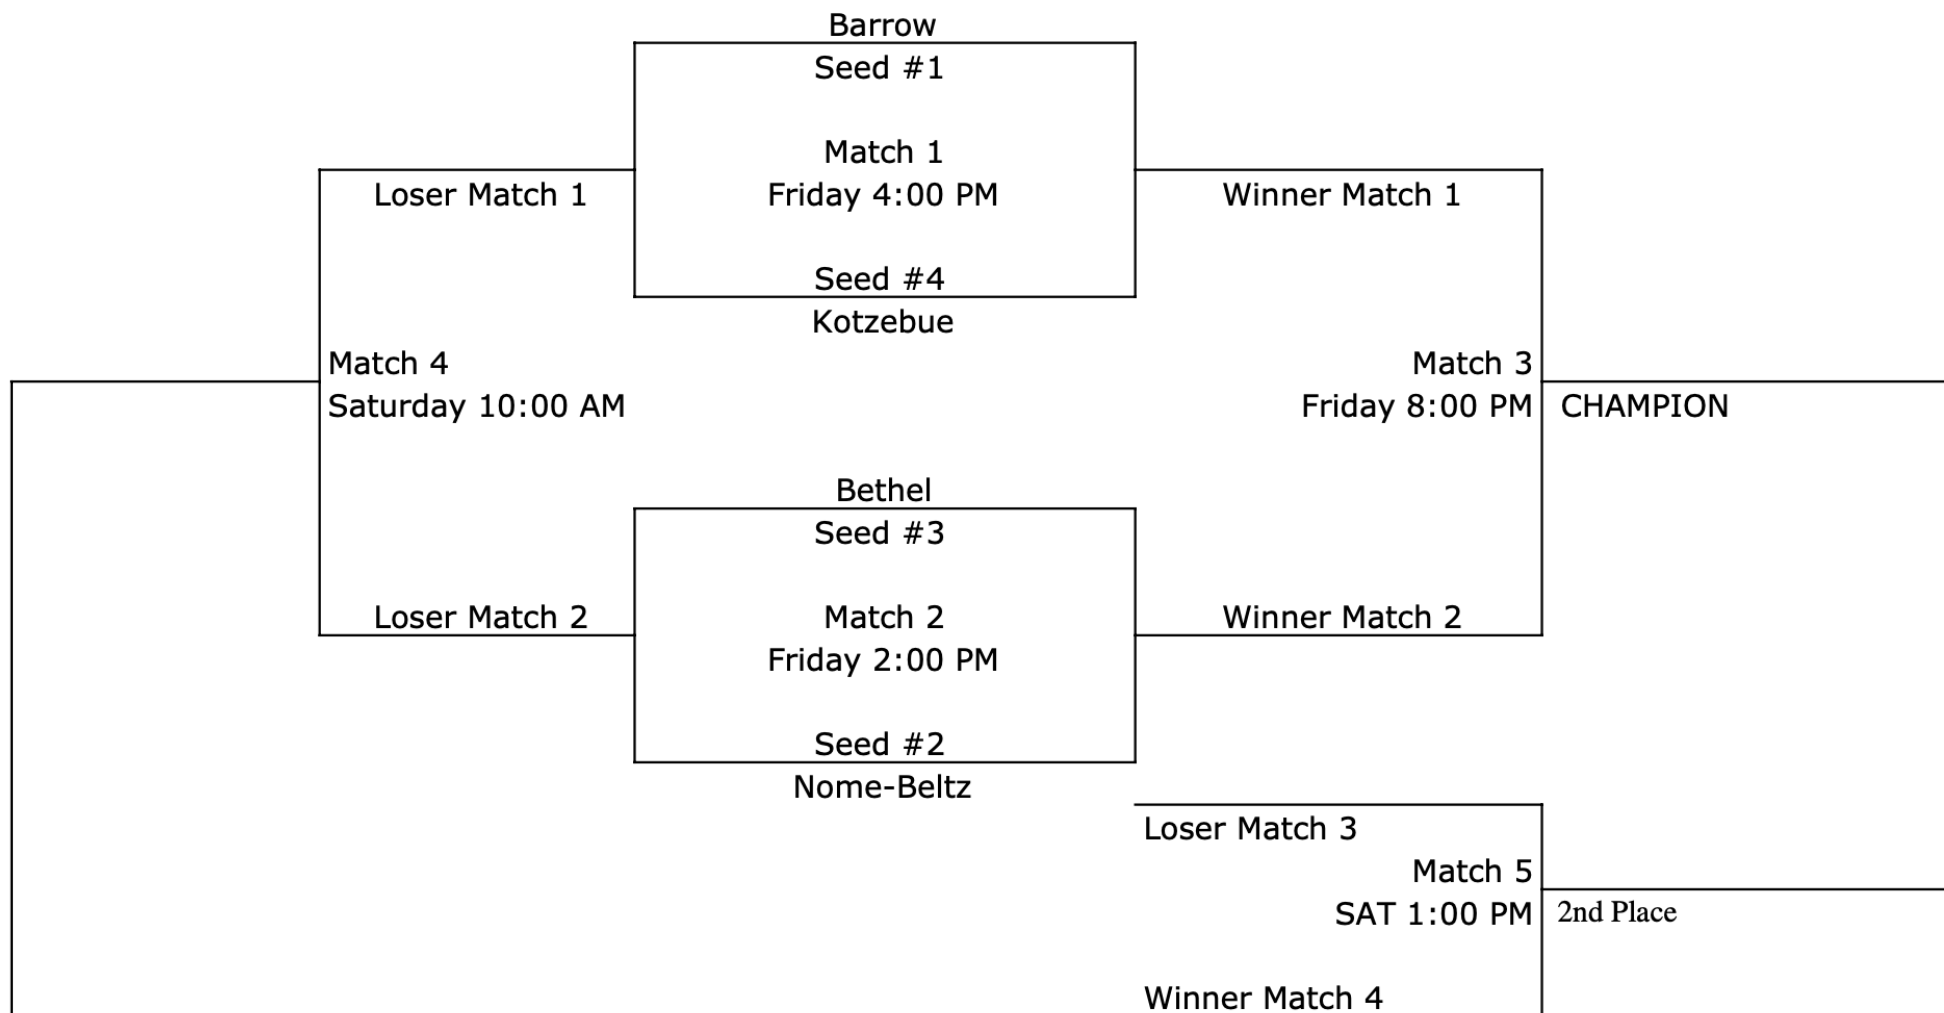 Barrow
Seed #1
Match 1
Friday 4:00 PM
Loser Match 1
Winner Match 1
Seed #4
Kotzebue
Match 4
Saturday 10:00 AM
Match 3
Friday 8:00 PM
CHAMPION
Bethel
Seed #3
Loser Match 2
Match 2
Friday 2:00 PM
Winner Match 2
Seed #2
Nome-Beltz
Loser Match 3
Match 5
SAT 1:00 PM
2nd Place
Winner Match 4